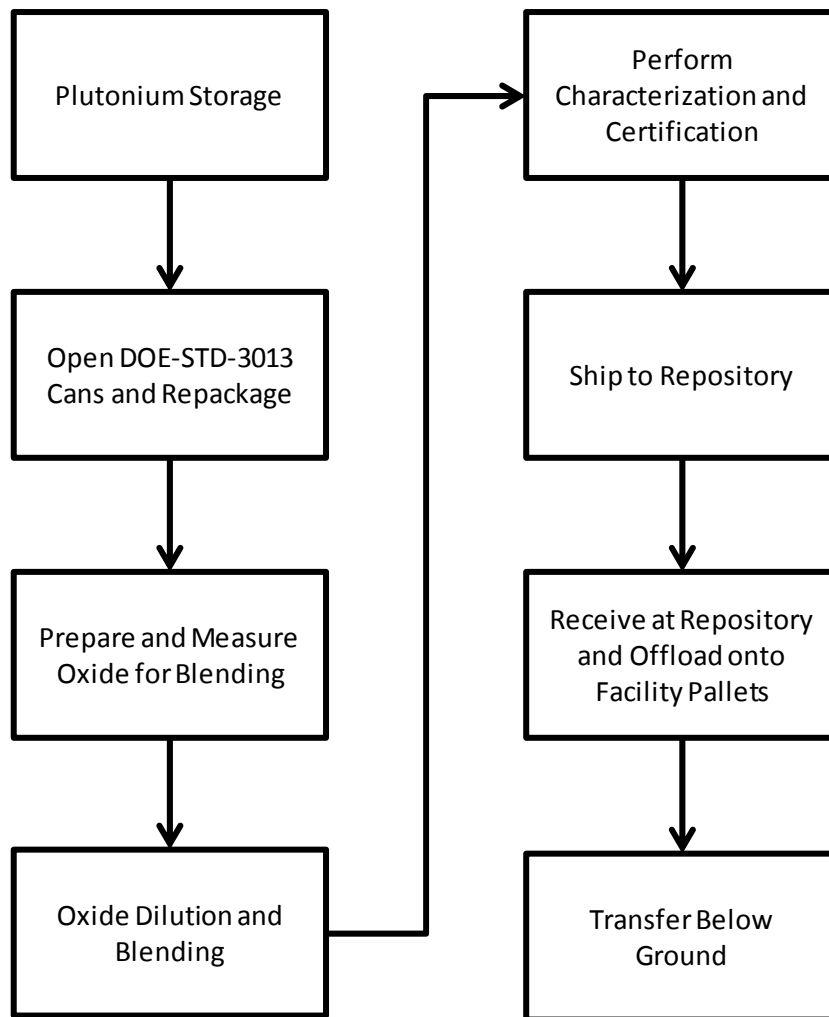 Plutonium Storage
Open DOE-STD-3013
Cans and Repackage
Prepare and Measure
Oxide for Blending
Oxide Dilution and
Blending
Perform
Characterization and
Certification
Ship to Repository
Receive at Repository
and Offload onto
Facility Pallets
Transfer Below
Ground